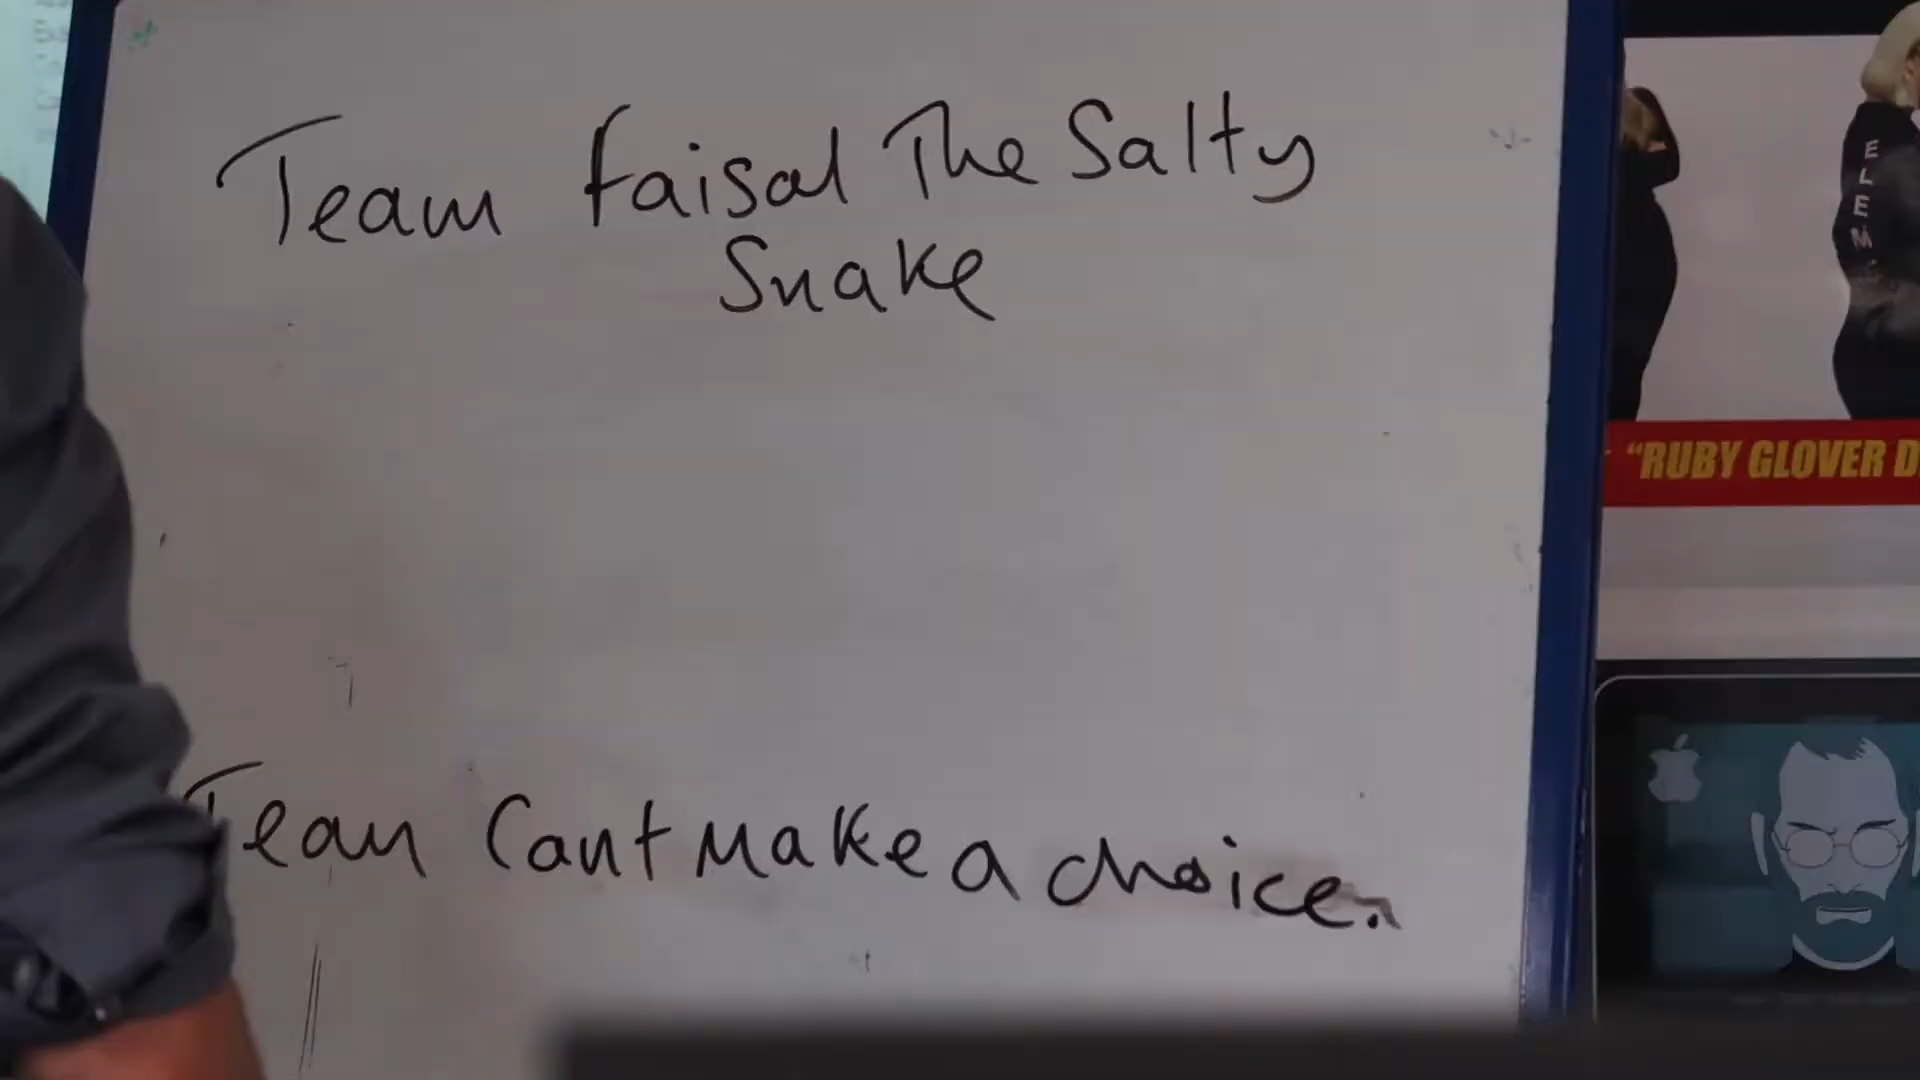 Team Faisal The Salty
Snake
Team Cant Make a choice.
E
L
E
M
"RUBY GLOVER D